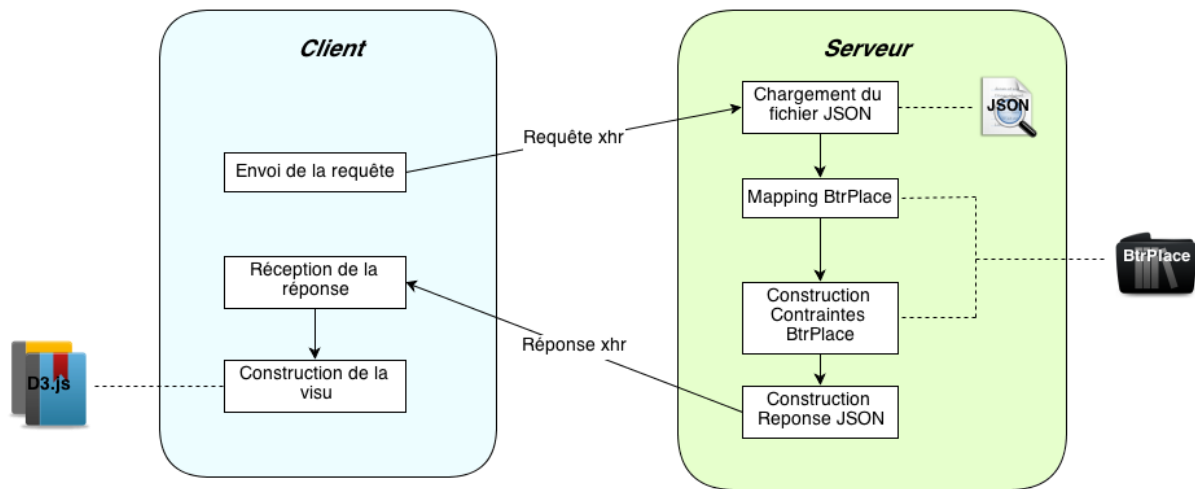 Client
Serveur
Chargement du
fichier JSON
JSON
Requête xhr
Envoi de la requête
Mapping BtrPlace
BtrPlace
Réception de la
réponse
Construction
Contraintes
BtrPlace
Réponse xhr
D3.js
Construction de la
visu
Construction
Reponse JSON